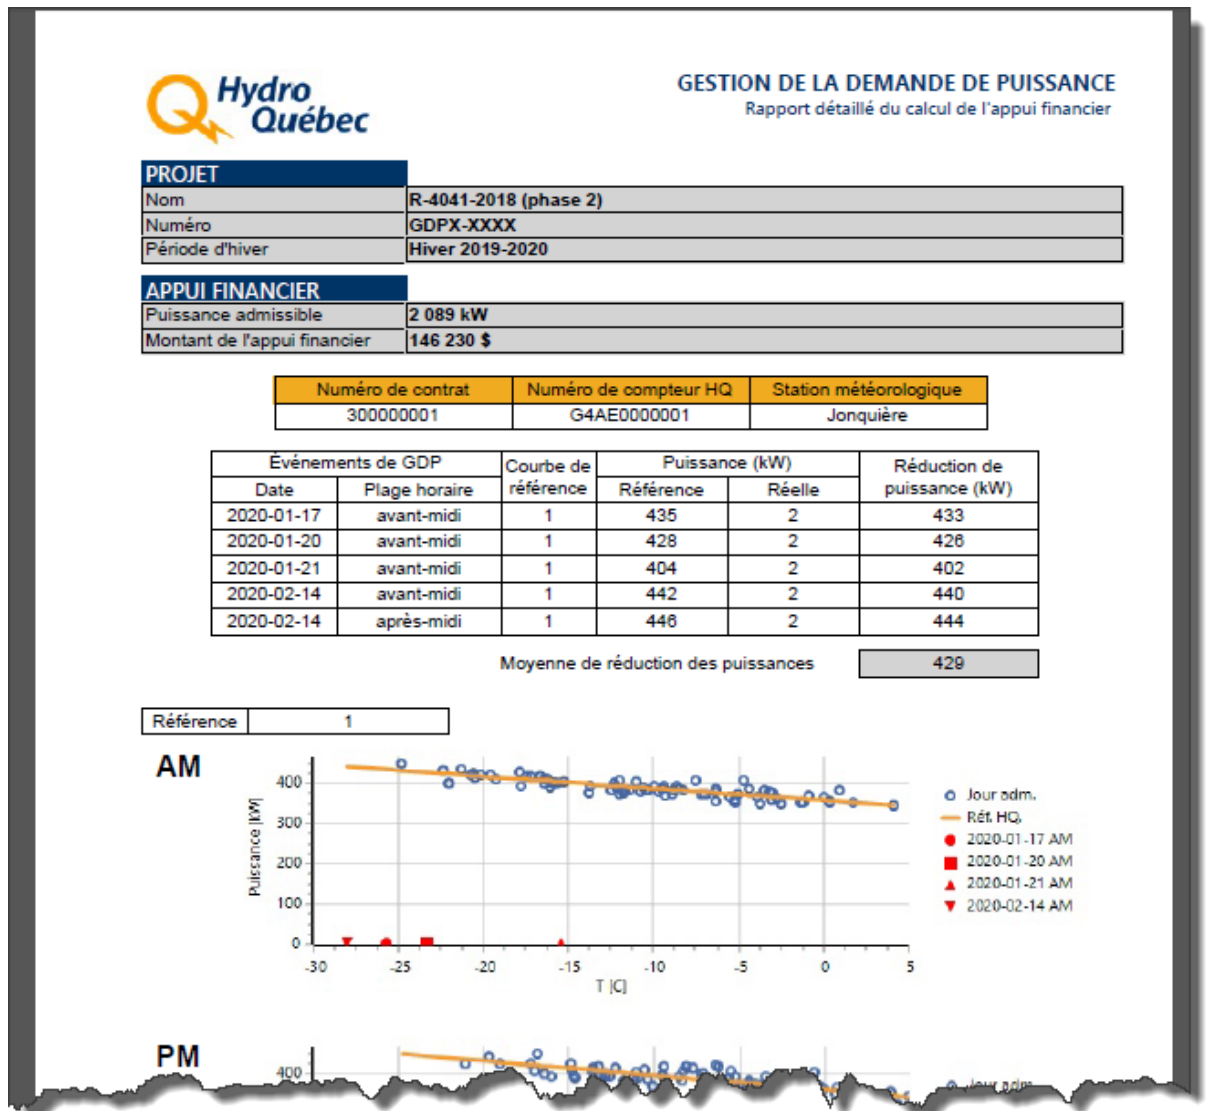 Hydro
Québec
GESTION DE LA DEMANDE DE PUISSANCE
Rapport détaillé du calcul de l'appui financier
PROJET
Nom R-4041-2018 (phase 2)
Numéro GDPX-XXXX
Période d'hiver Hiver 2019-2020
APPUI FINANCIER
Puissance admissible 2 089 kW
Montant de l'appui financier 146 230 $
Numéro de contrat Numéro de compteur HQ Station météorologique
300000001 G4AE0000001 Jonquière
Événements de GDP Courbe de référence Puissance (kW) Réduction de puissance (kW)
Date Plage horaire Référence Réelle
2020-01-17 avant-midi 1 435 2 433
2020-01-20 avant-midi 1 428 2 426
2020-01-21 avant-midi 1 404 2 402
2020-02-14 avant-midi 1 442 2 440
2020-02-14 après-midi 1 446 2 444
Moyenne de réduction des puissances 429
Référence 1
AM
Puissance [kW]
400
300
200
100
0
-30 -25 -20 -15 -10 -5 0 5
T [C]
Jour adm.
Réf. HQ.
2020-01-17 AM
2020-01-20 AM
2020-01-21 AM
2020-02-14 AM
PM
400
Jour adm.